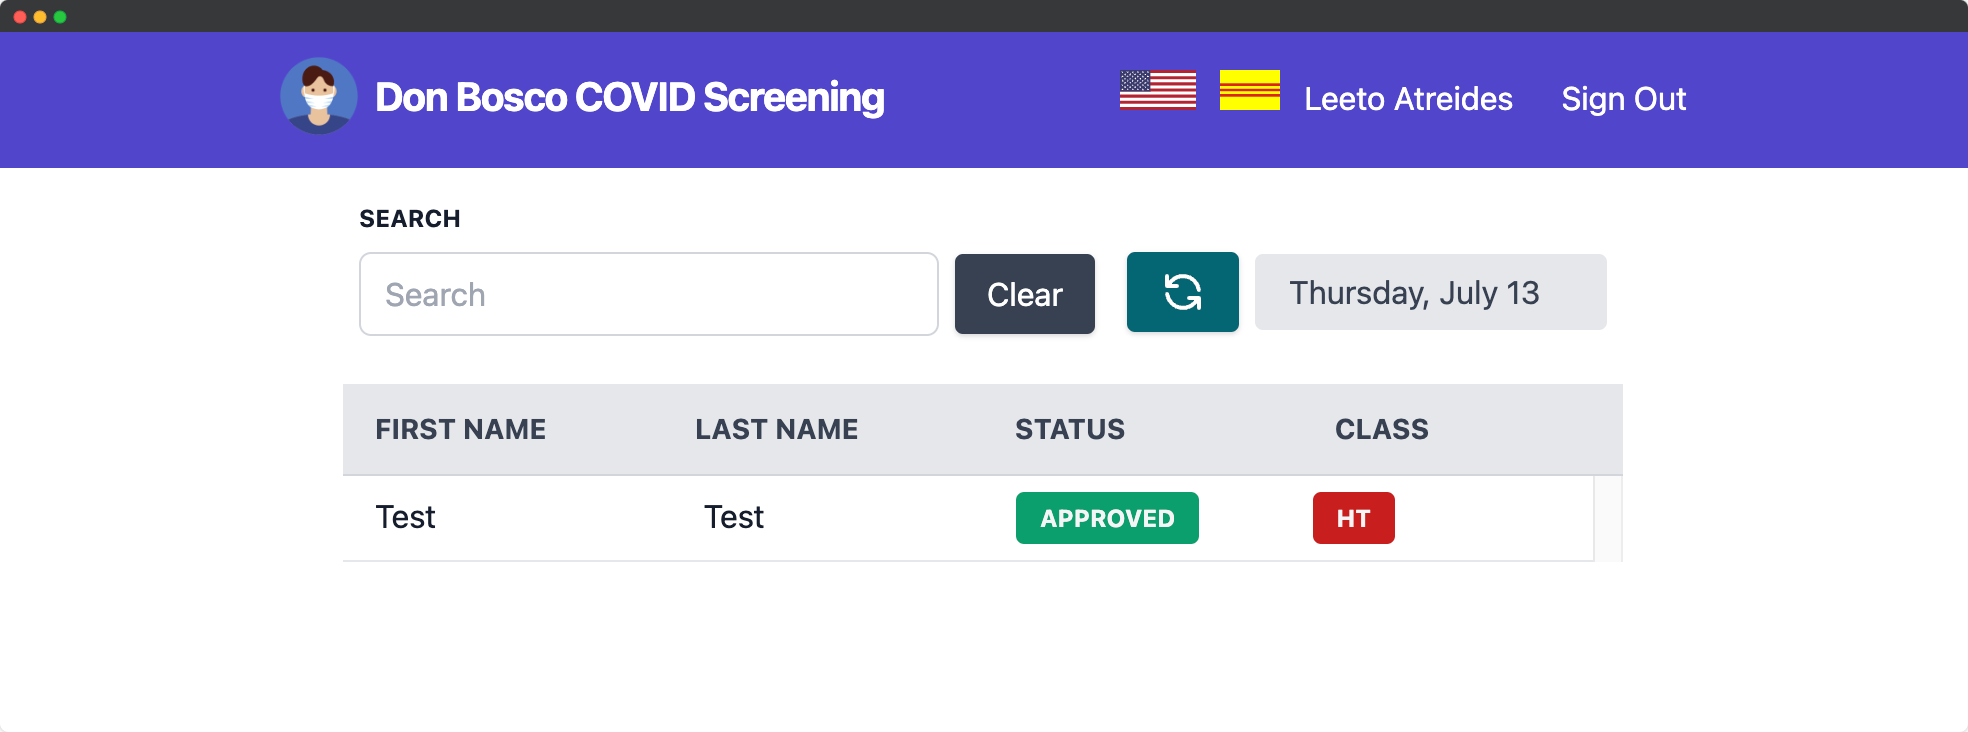 Don Bosco COVID Screening
Leeto Atreides
Sign Out
SEARCH
Search
Clear
Thursday, July 13
FIRST NAME
LAST NAME
STATUS
CLASS
Test
Test
APPROVED
HT